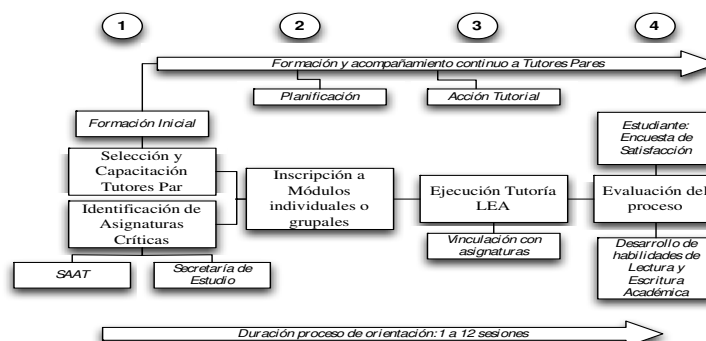 1
2
3
4
Formación y acompañamiento continuo a Tutores Pares
Planificación
Acción Tutorial
Formación Inicial
Selección y
Capacitación
Tutores Par
Identificación de
Asignaturas
Críticas
SAAT
Secretaría de
Estudio
Inscripción a
Módulos
individuales o
grupales
Ejecución Tutoría
LEA
Vinculación con
asignaturas
Estudiante:
Encuesta de
Satisfacción
Evaluación del
proceso
Desarrollo de
habilidades de
Lectura y
Escritura
Académica
Duración proceso de orientación: 1 a 12 sesiones